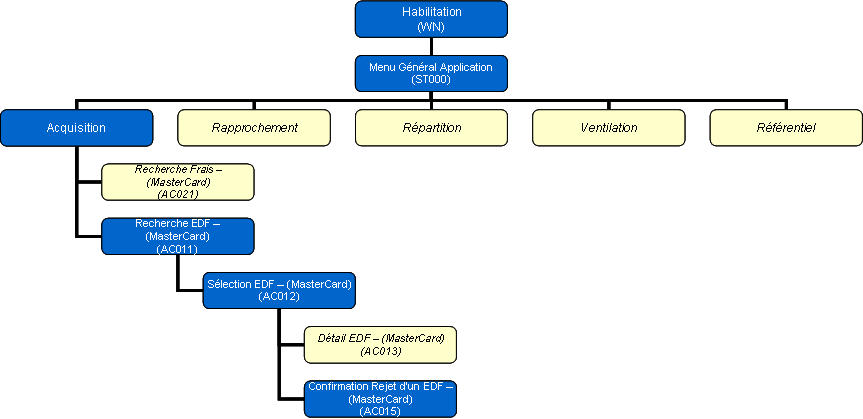 Habilitation
(WN)
Menu Général Application
(ST000)
Acquisition
Rapprochement
Répartition
Ventilation
Référentiel
Recherche Frais –
(MasterCard)
(AC021)
Recherche EDF –
(MasterCard)
(AC011)
Sélection EDF – (MasterCard)
(AC012)
Détail EDF – (MasterCard)
(AC013)
Confirmation Rejet d'un EDF –
(MasterCard)
(AC015)